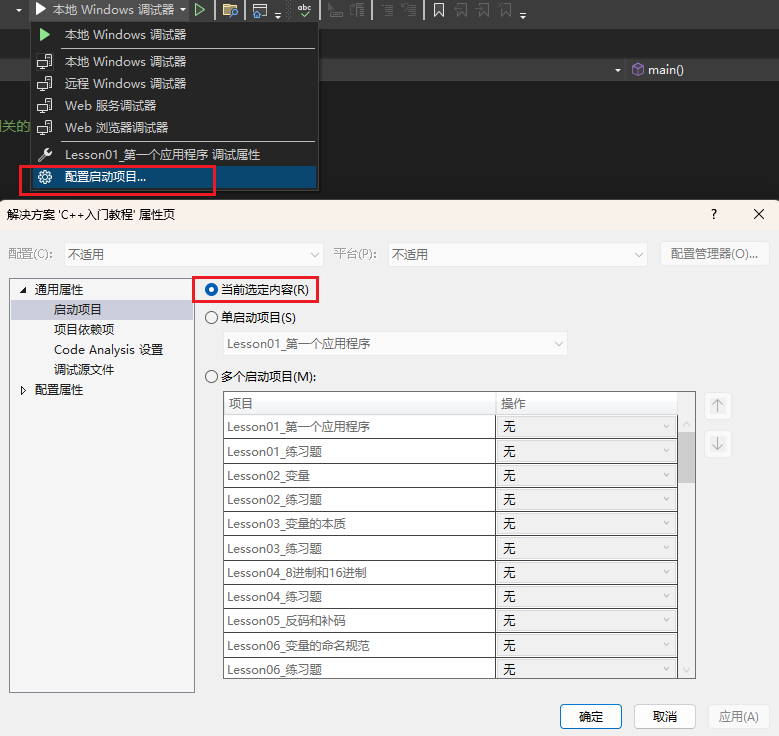 本地 Windows 调试器
abc
本地 Windows 调试器
本地 Windows 调试器
main()
远程 Windows 调试器
Web 服务调试器
Web 浏览器调试器
关的
Lesson01_第一个应用程序 调试属性
配置启动项目...
解决方案 'C++入门教程' 属性页
?
配置(C):
不适用
平台(P):
不适用
配置管理器(O)...
通用属性
当前选定内容(R)
启动项目
单启动项目(S)
项目依赖项
Lesson01_第一个应用程序
Code Analysis 设置
调试源文件
多个启动项目(M):
配置属性
项目
操作
Lesson01_第一个应用程序
无
Lesson01_练习题
无
Lesson02_变量
无
Lesson02_练习题
无
Lesson03_变量的本质
无
Lesson03_练习题
无
Lesson04_8进制和16进制
无
Lesson04_练习题
无
Lesson05_反码和补码
无
Lesson06_变量的命名规范
无
Lesson06_练习题
无
确定
取消
应用(A)